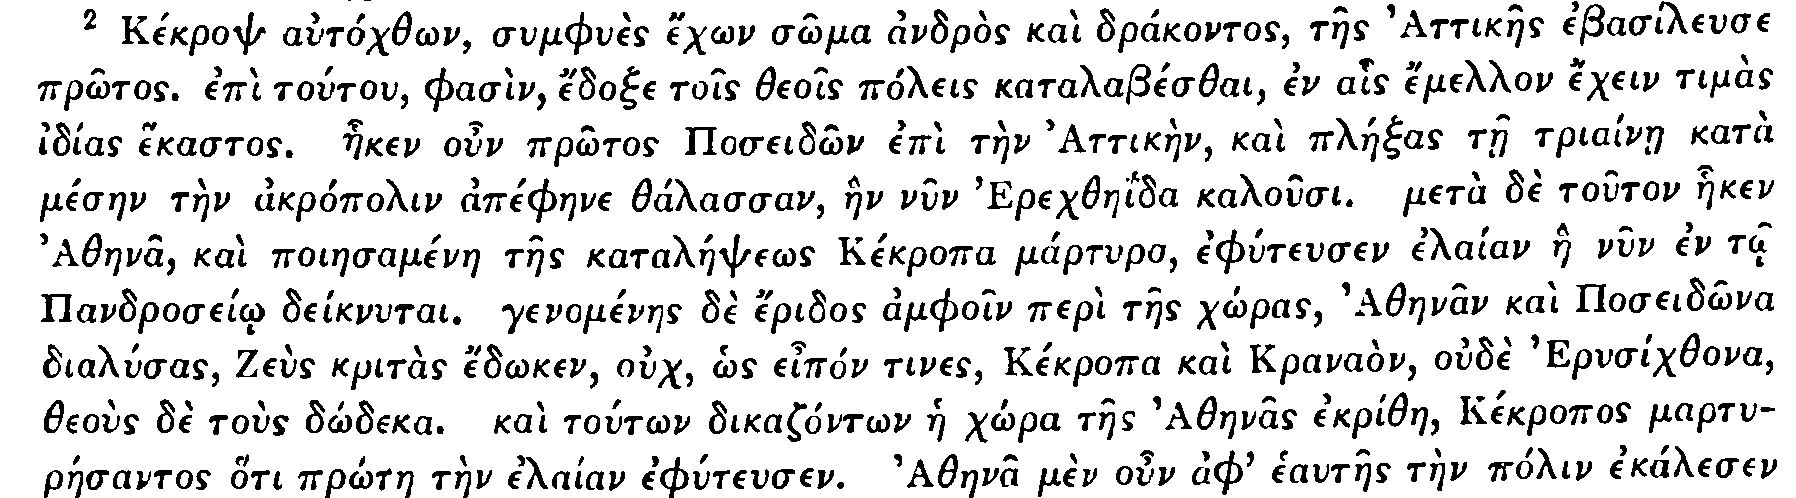 ² Κέκροψ αὐτόχθων, συμφυὲς ἔχων σῶμα ἀνδρὸς καὶ δράκοντος, τῆς Ἀττικῆς ἐβασίλευσε
πρῶτος. ἐπὶ τούτου, φασὶν, ἔδοξε τοῖς θεοῖς πόλεις καταλαβέσθαι, ἐν αἷς ἔμελλον ἔχειν τιμὰς
ἰδίας ἕκαστος. ἧκεν οὖν πρῶτος Ποσειδῶν ἐπὶ τὴν Ἀττικὴν, καὶ πλήξας τῇ τριαίνῃ κατὰ
μέσην τὴν ἀκρόπολιν ἀπέφηνε θάλασσαν, ἣν νῦν Ἐρεχθηΐδα καλοῦσι. μετὰ δὲ τοῦτον ἧκεν
Ἀθηνᾶ, καὶ ποιησαμένη τῆς καταλήψεως Κέκροπα μάρτυρα, ἐφύτευσεν ἐλαίαν ἣ νῦν ἐν τῷ
Πανδροσείῳ δείκνυται. γενομένης δὲ ἔριδος ἀμφοῖν περὶ τῆς χώρας, Ἀθηνᾶν καὶ Ποσειδῶνα
διαλύσας, Ζεὺς κριτὰς ἔδωκεν, οὐχ, ὡς εἶπόν τινες, Κέκροπα καὶ Κραναὸν, οὐδὲ Ἐρυσίχθονα,
θεοὺς δὲ τοὺς δώδεκα. καὶ τούτων δικαζόντων ἡ χώρα τῆς Ἀθηνᾶς ἐκρίθη, Κέκροπος μαρτυ-
ρήσαντος ὅτι πρώτη τὴν ἐλαίαν ἐφύτευσεν. Ἀθηνᾶ μὲν οὖν ἀφ' ἑαυτῆς τὴν πόλιν ἐκάλεσεν